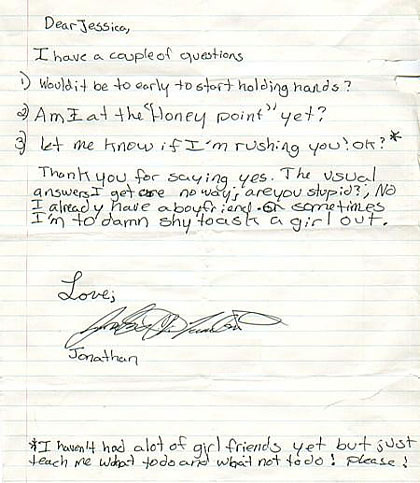 Dear Jessica,
I have a couple of questions
1) Would it be to early to start holding hands?
2) Am I at the "Honey point" yet?
3) Let me know if I'm rushing you! ok?*
Thank you for saying yes. The usual
answers I get are no way; are you stupid?, No
I already have a boyfriend. Or sometimes
I'm to damn shy to ask a girl out.
Love;
Jonathan
*I haven't had alot of girl friends yet but just
teach me what to do and what not to do! please!